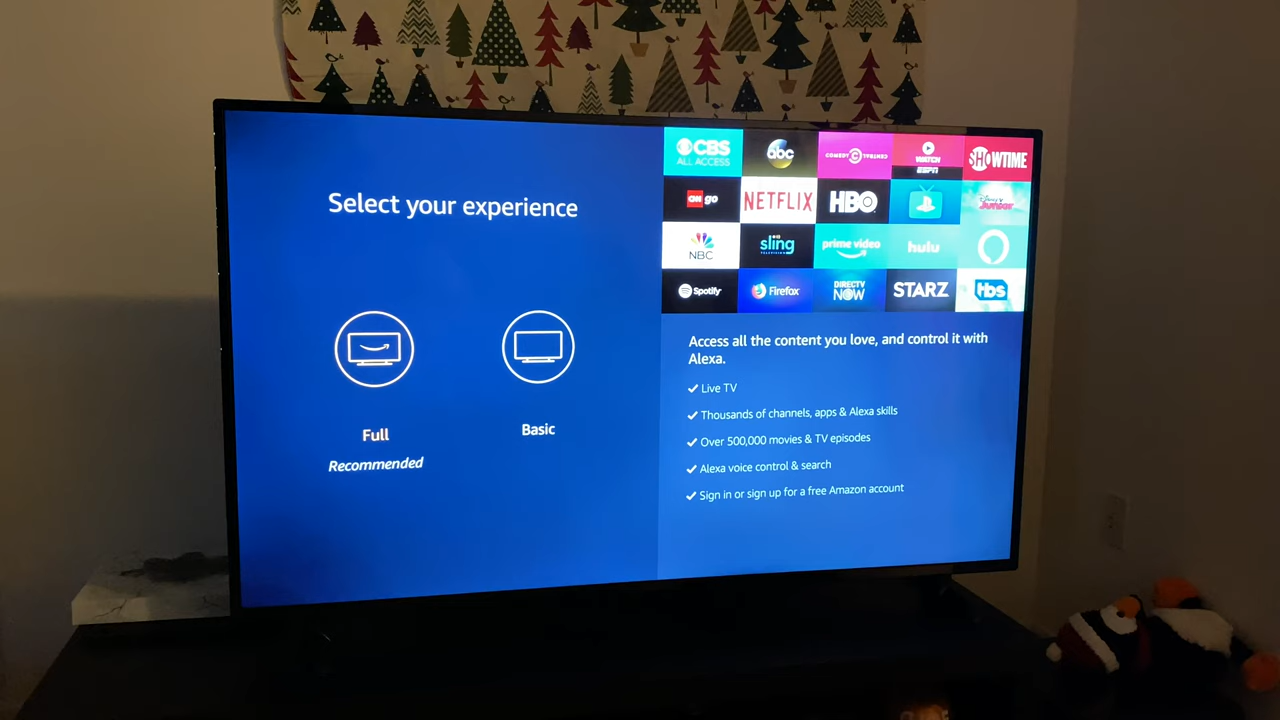 Select your experience
Full
Recommended
Basic
CBS
ALL ACCESS
abc
COMEDY CENTRAL
WATCH
ESPN
SHOWTIME
CNN go
NETFLIX
HBO
Disney
Junior
NBC
sling
TELEVISION
prime video
hulu
Spotify
Firefox
DIRECTV
NOW
STARZ
tbs
Access all the content you love, and control it with
Alexa.
Live TV
Thousands of channels, apps & Alexa skills
Over 500,000 movies & TV episodes
Alexa voice control & search
Sign in or sign up for a free Amazon account